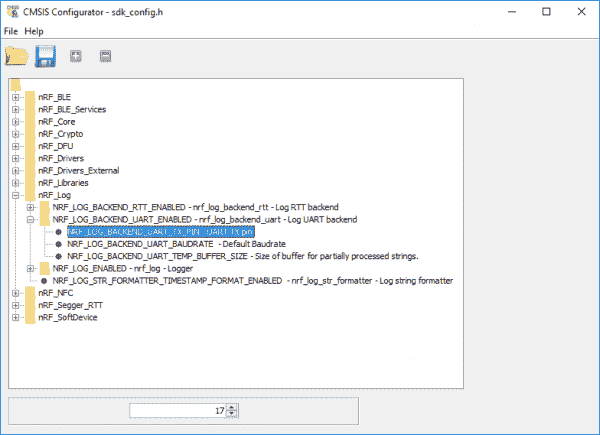 CMSIS Configurator - sdk_config.h
File Help
nRF_BLE
nRF_BLE_Services
nRF_Core
nRF_Crypto
nRF_DFU
nRF_Drivers
nRF_Drivers_External
nRF_Libraries
nRF_Log
NRF_LOG_BACKEND_RTT_ENABLED - nrf_log_backend_rtt - Log RTT backend
NRF_LOG_BACKEND_UART_ENABLED - nrf_log_backend_uart - Log UART backend
NRF_LOG_BACKEND_UART_TX_PIN - UART TX pin
NRF_LOG_BACKEND_UART_BAUDRATE - Default Baudrate
NRF_LOG_BACKEND_UART_TEMP_BUFFER_SIZE - Size of buffer for partially processed strings.
NRF_LOG_ENABLED - nrf_log - Logger
NRF_LOG_STR_FORMATTER_TIMESTAMP_FORMAT_ENABLED - nrf_log_str_formatter - Log string formatter
nRF_NFC
nRF_Segger_RTT
nRF_SoftDevice
17